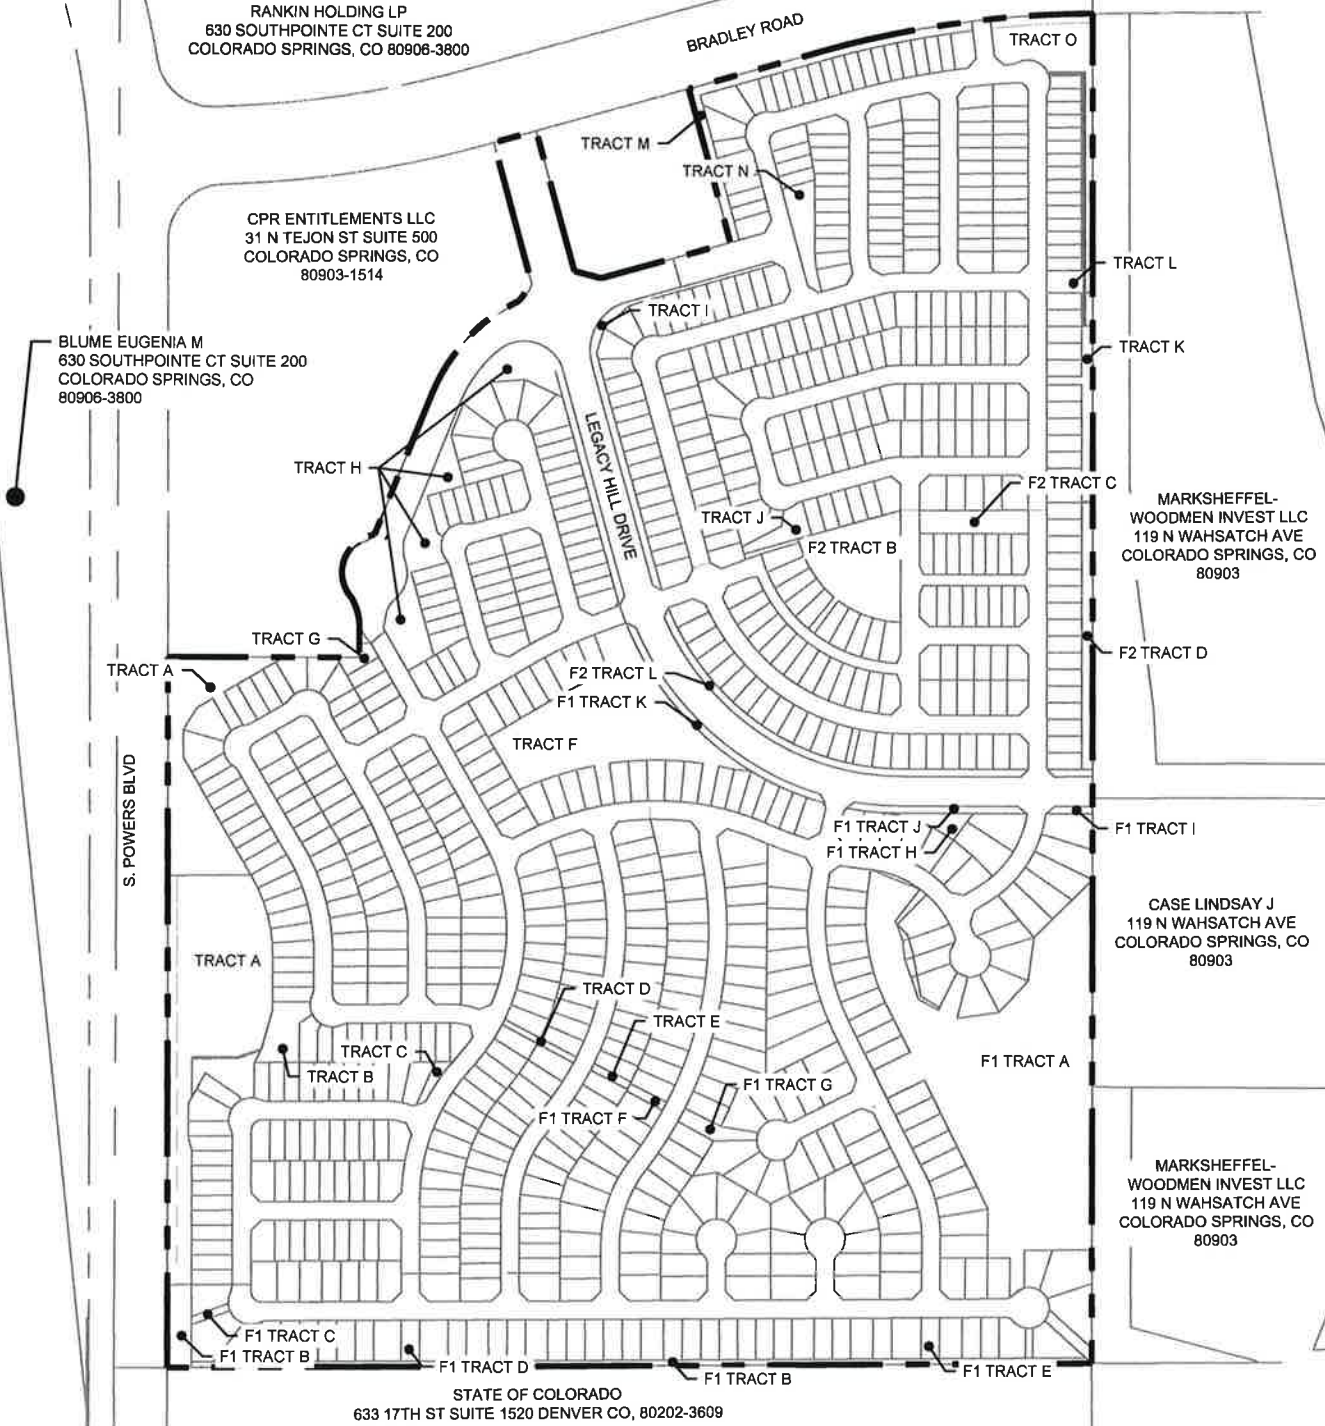 RANKIN HOLDING LP
630 SOUTHPOINTE CT SUITE 200
COLORADO SPRINGS, CO 80906-3800
BRADLEY ROAD
TRACT O
TRACT M
TRACT N
CPR ENTITLEMENTS LLC
31 N TEJON ST SUITE 500
COLORADO SPRINGS, CO
80903-1514
TRACT L
TRACT I
BLUME EUGENIA M
630 SOUTHPOINTE CT SUITE 200
COLORADO SPRINGS, CO
80906-3800
TRACT K
LEGACY HILL DRIVE
TRACT H
F2 TRACT C
TRACT J
F2 TRACT B
MARKSHEFFEL-
WOODMEN INVEST LLC
119 N WAHSATCH AVE
COLORADO SPRINGS, CO
80903
TRACT G
TRACT A
F2 TRACT D
F2 TRACT L
F1 TRACT K
TRACT F
S. POWERS BLVD
F1 TRACT J
F1 TRACT I
F1 TRACT H
CASE LINDSAY J
119 N WAHSATCH AVE
COLORADO SPRINGS, CO
80903
TRACT A
TRACT D
TRACT E
TRACT C
TRACT B
F1 TRACT A
F1 TRACT G
F1 TRACT F
MARKSHEFFEL-
WOODMEN INVEST LLC
119 N WAHSATCH AVE
COLORADO SPRINGS, CO
80903
F1 TRACT C
F1 TRACT B
F1 TRACT D
F1 TRACT B
F1 TRACT E
STATE OF COLORADO
633 17TH ST SUITE 1520 DENVER CO, 80202-3609